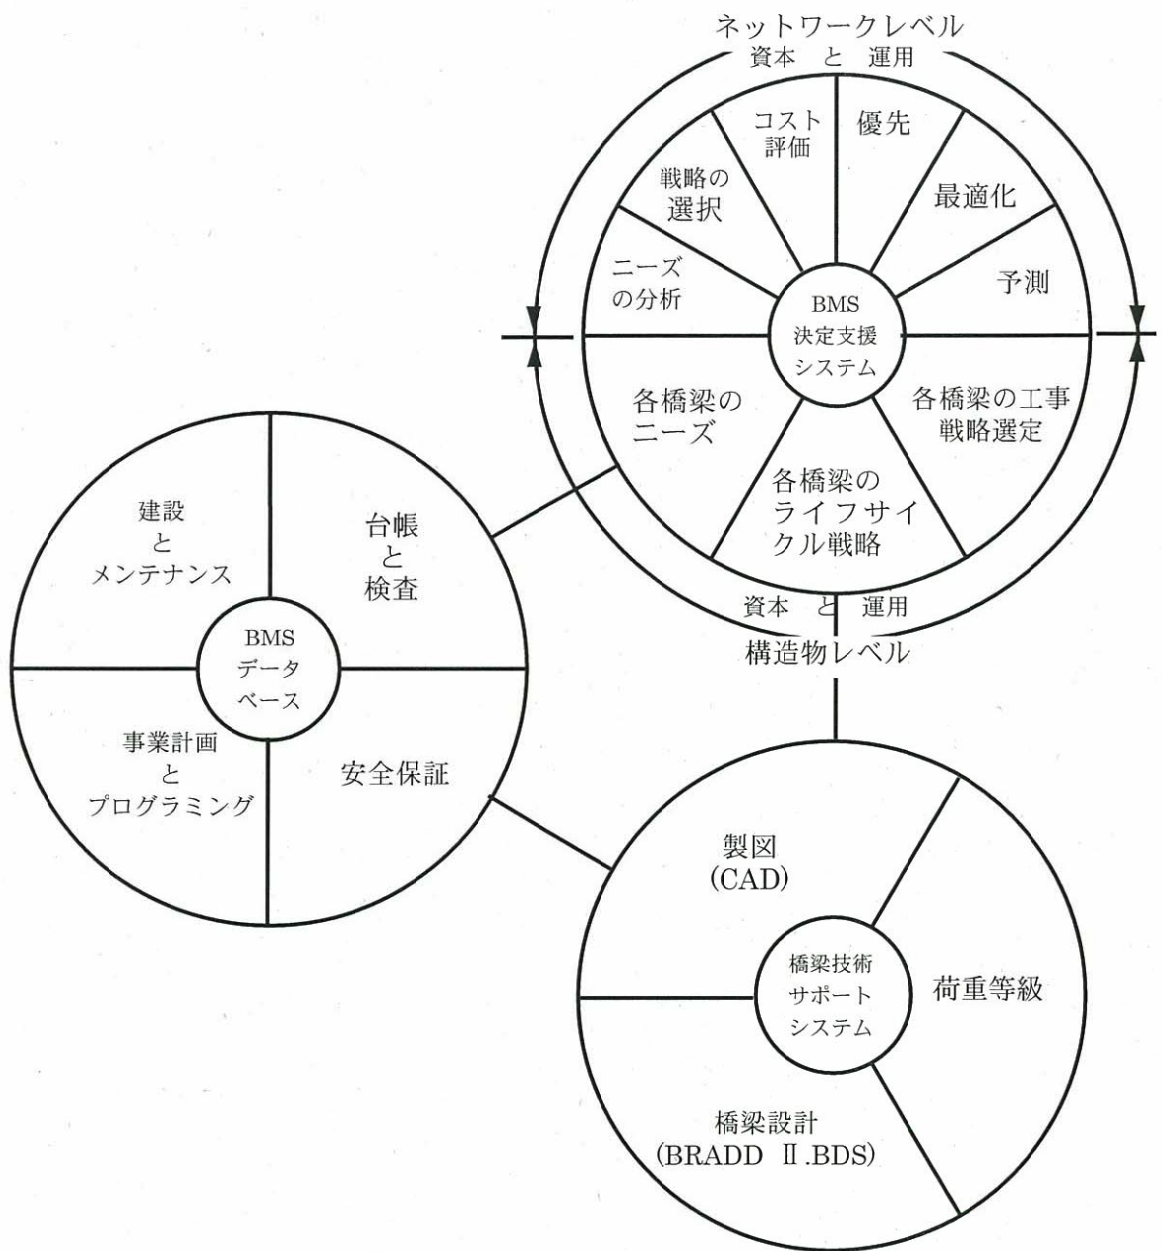 ネットワークレベル
資本 と 運用
コスト
評価
優先
戦略の
選択
最適化
ニーズ
の分析
予測
BMS
決定支援
システム
各橋梁の
ニーズ
各橋梁の工事
戦略選定
各橋梁の
ライフサイ
クル戦略
資本 と 運用
構造物レベル
建設
と
メンテナンス
台帳
と
検査
BMS
データ
ベース
事業計画
と
プログラミング
安全保証
製図
(CAD)
橋梁技術
サポート
システム
荷重等級
橋梁設計
(BRADD Ⅱ.BDS)